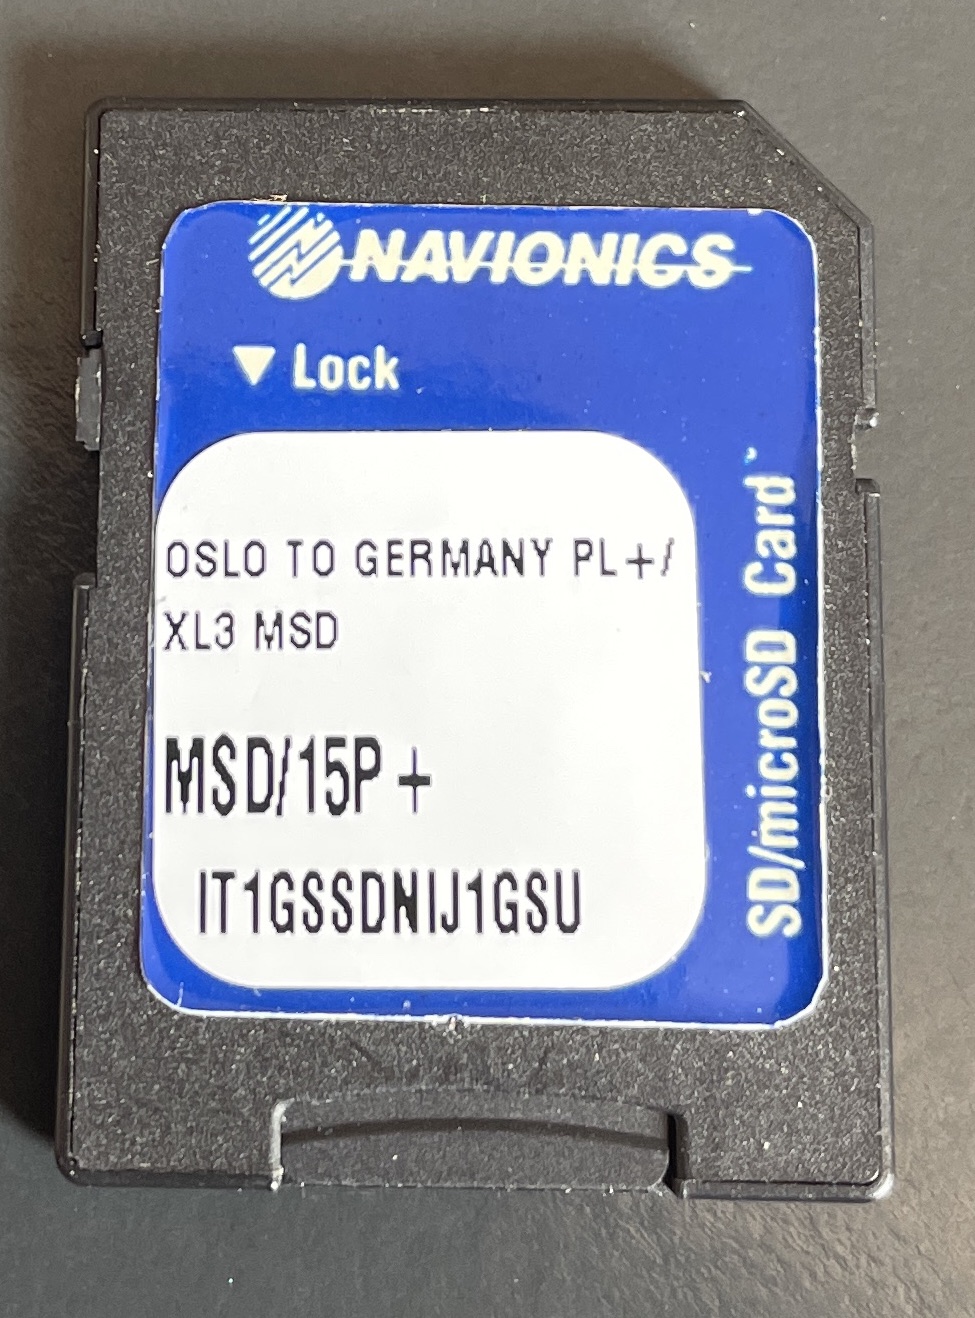 NAVIONICS
▼ Lock
OSLO TO GERMANY PL+/
XL3 MSD
MSD/15P+
IT1GSSDNIJ1GSU
SD/microSD Card